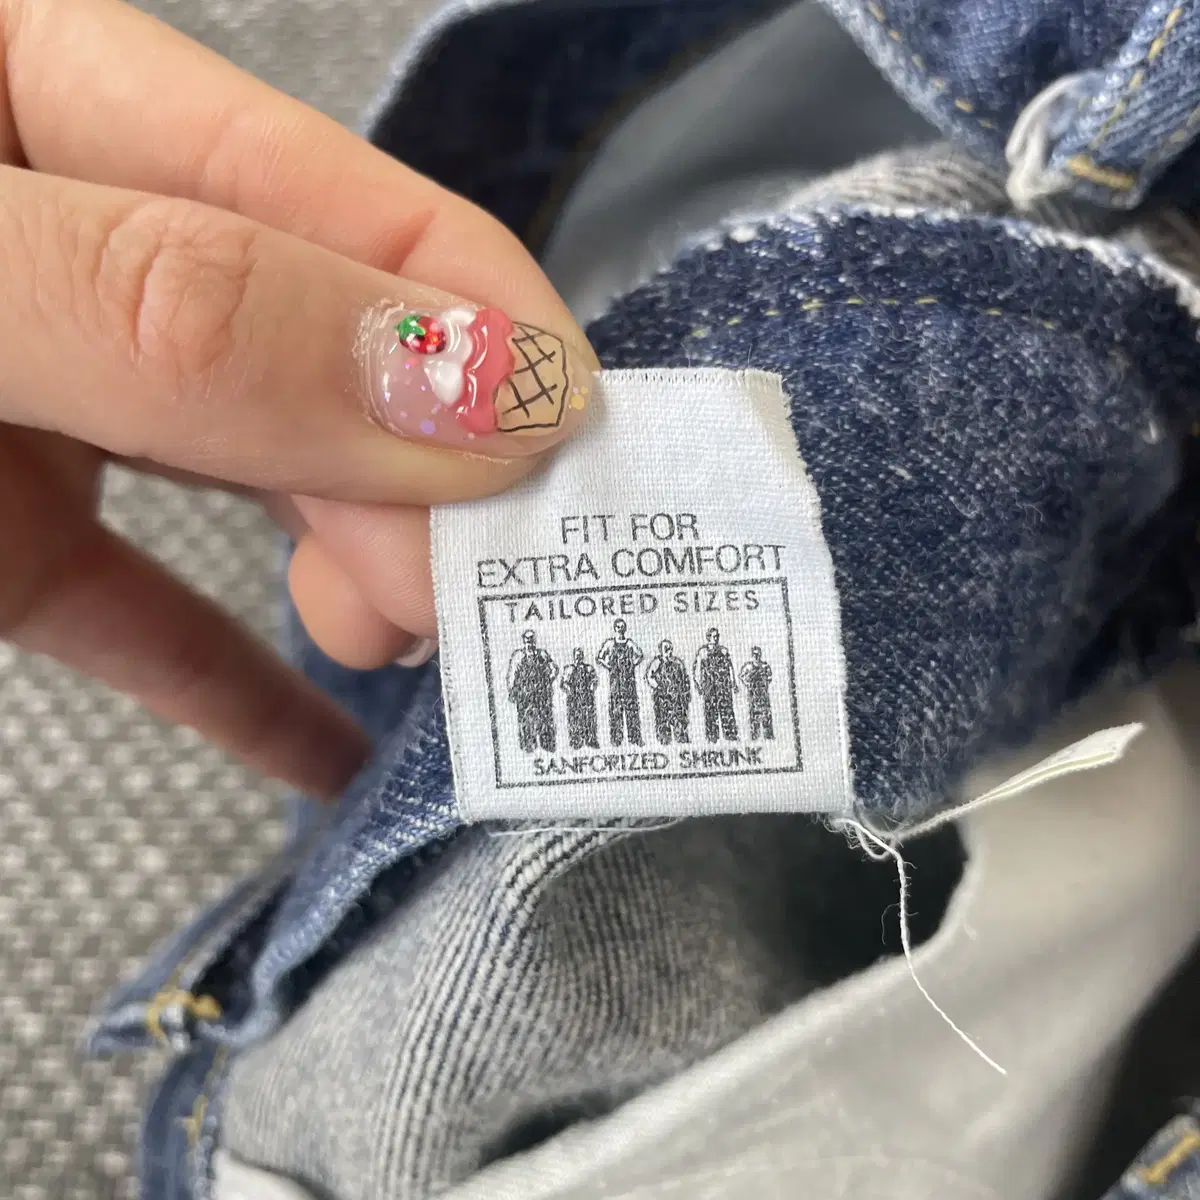 FIT FOR
EXTRA COMFORT
TAILORED SIZES
SANFORIZED SHRUNK